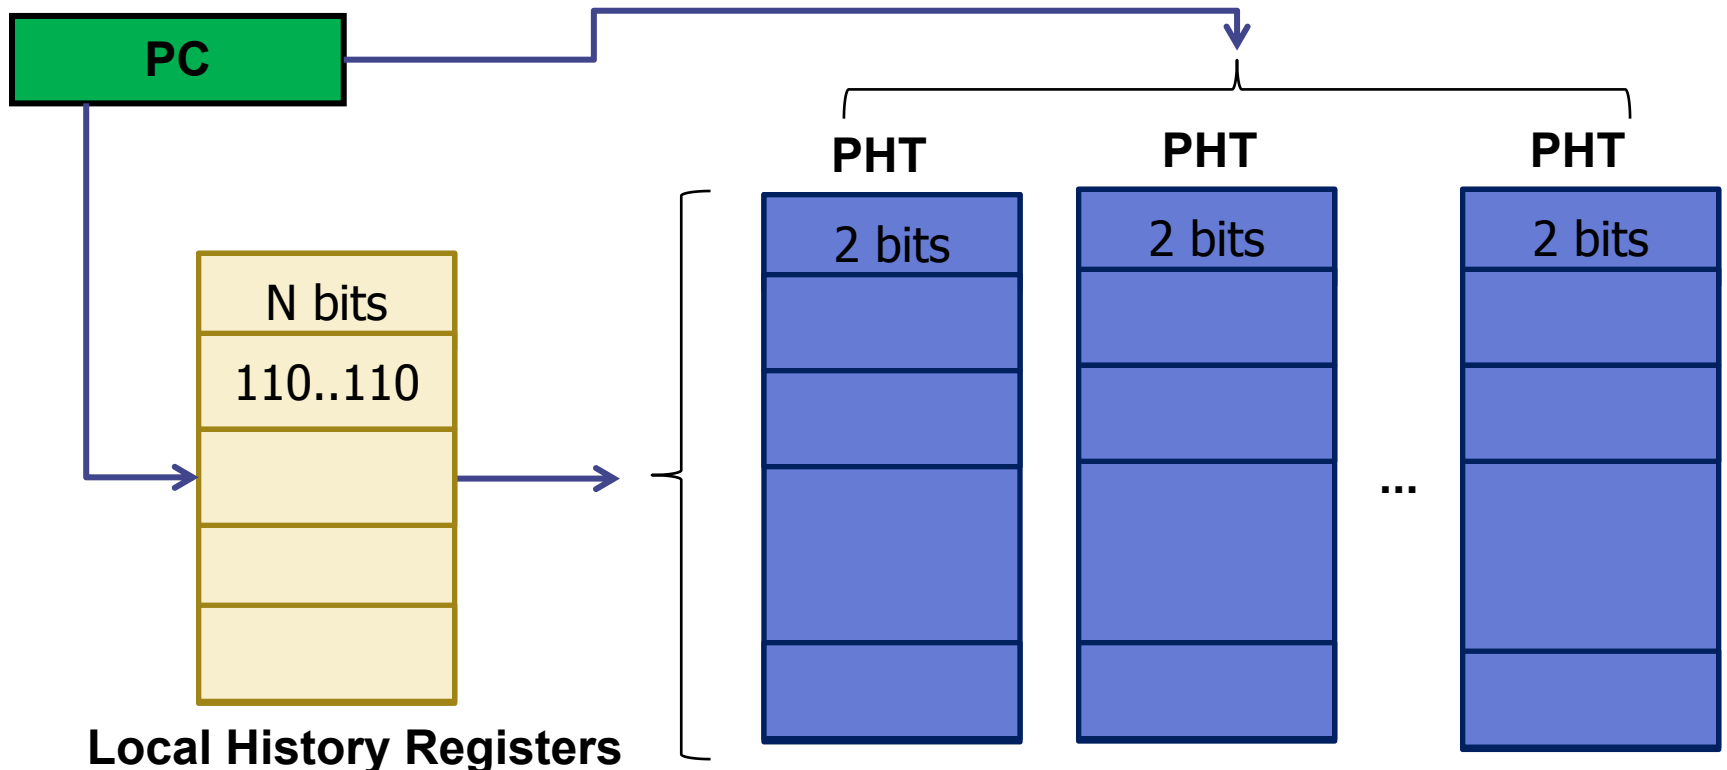 PC
PHT
PHT
PHT
2 bits
2 bits
2 bits
N bits
110..110
...
Local History Registers